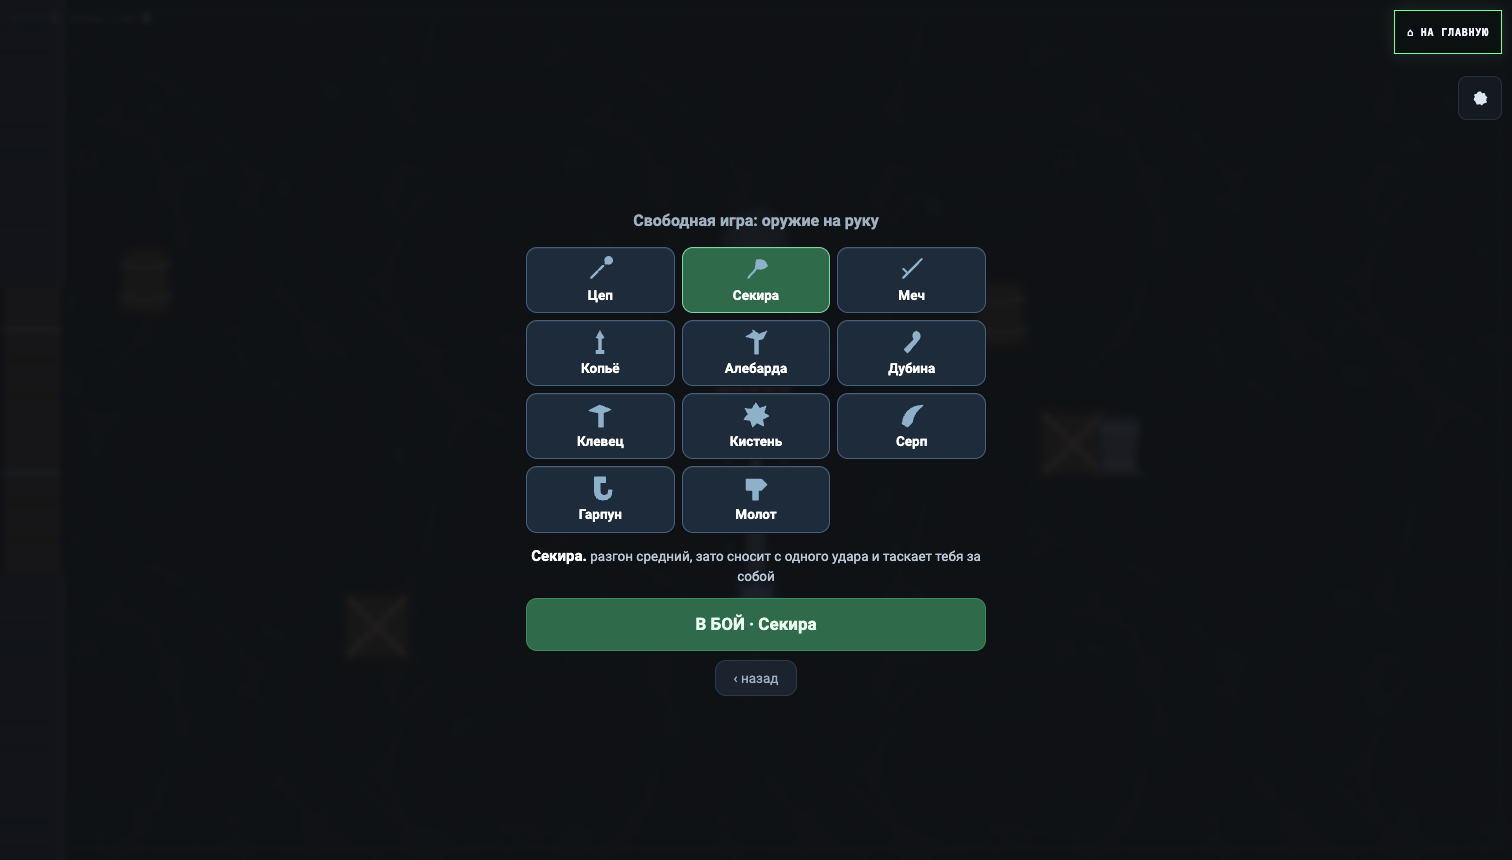 ⌂ НА ГЛАВНУЮ
Свободная игра: оружие на руку
Цеп
Секира
Меч
Копьё
Алебарда
Дубина
Клевец
Кистень
Серп
Гарпун
Молот
Секира. разгон средний, зато сносит с одного удара и таскает тебя за
собой
В БОЙ · Секира
‹ назад